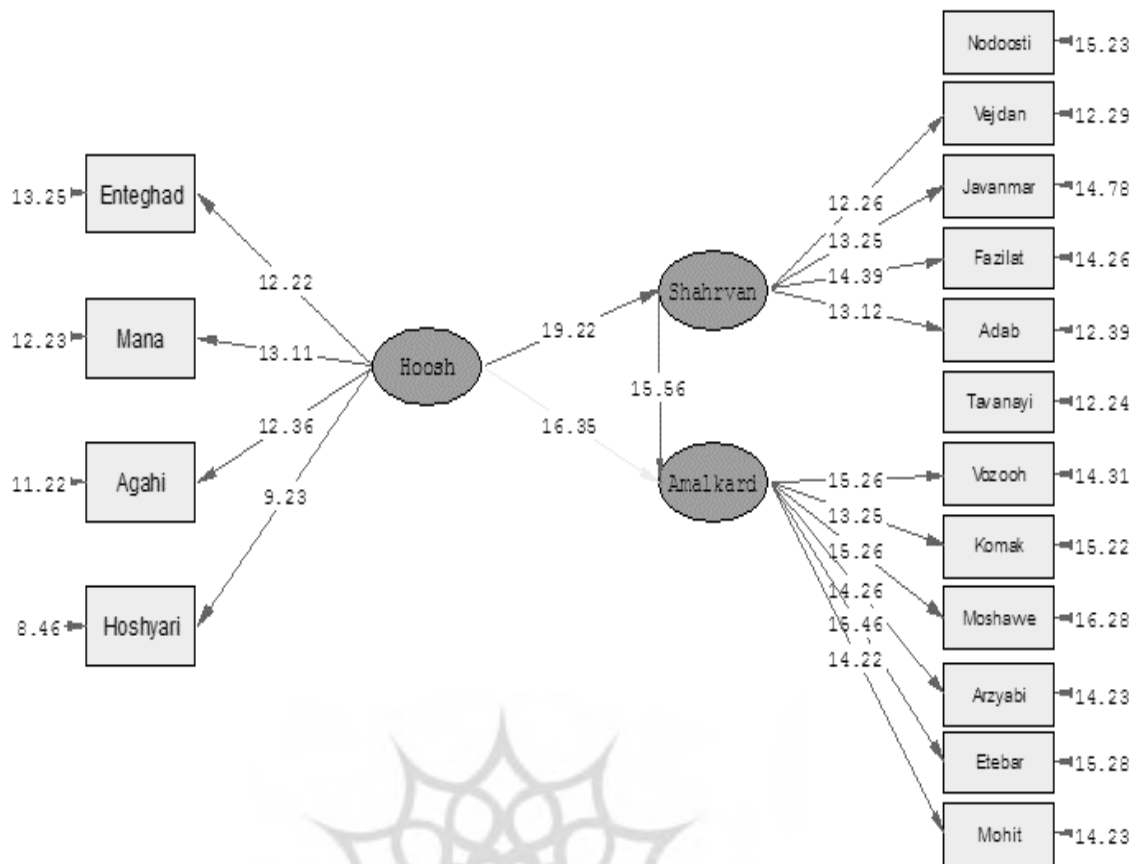 Nodoosti
15.23
Vejdan
12.29
Javanmar
14.78
Fazilat
14.26
Adab
12.39
Tavanayi
12.24
Vozooh
14.31
Komak
15.22
Moshawe
16.28
Arzyabi
14.23
Etebar
15.28
Mohit
14.23
13.25
Enteghad
12.23
Mana
11.22
Agahi
8.46
Hoshyari
12.22
13.11
12.36
9.23
Hoosh
19.22
16.35
15.56
Shahrvan
Amalkard
12.26
13.25
14.39
13.12
15.26
13.25
15.26
14.26
15.46
14.22